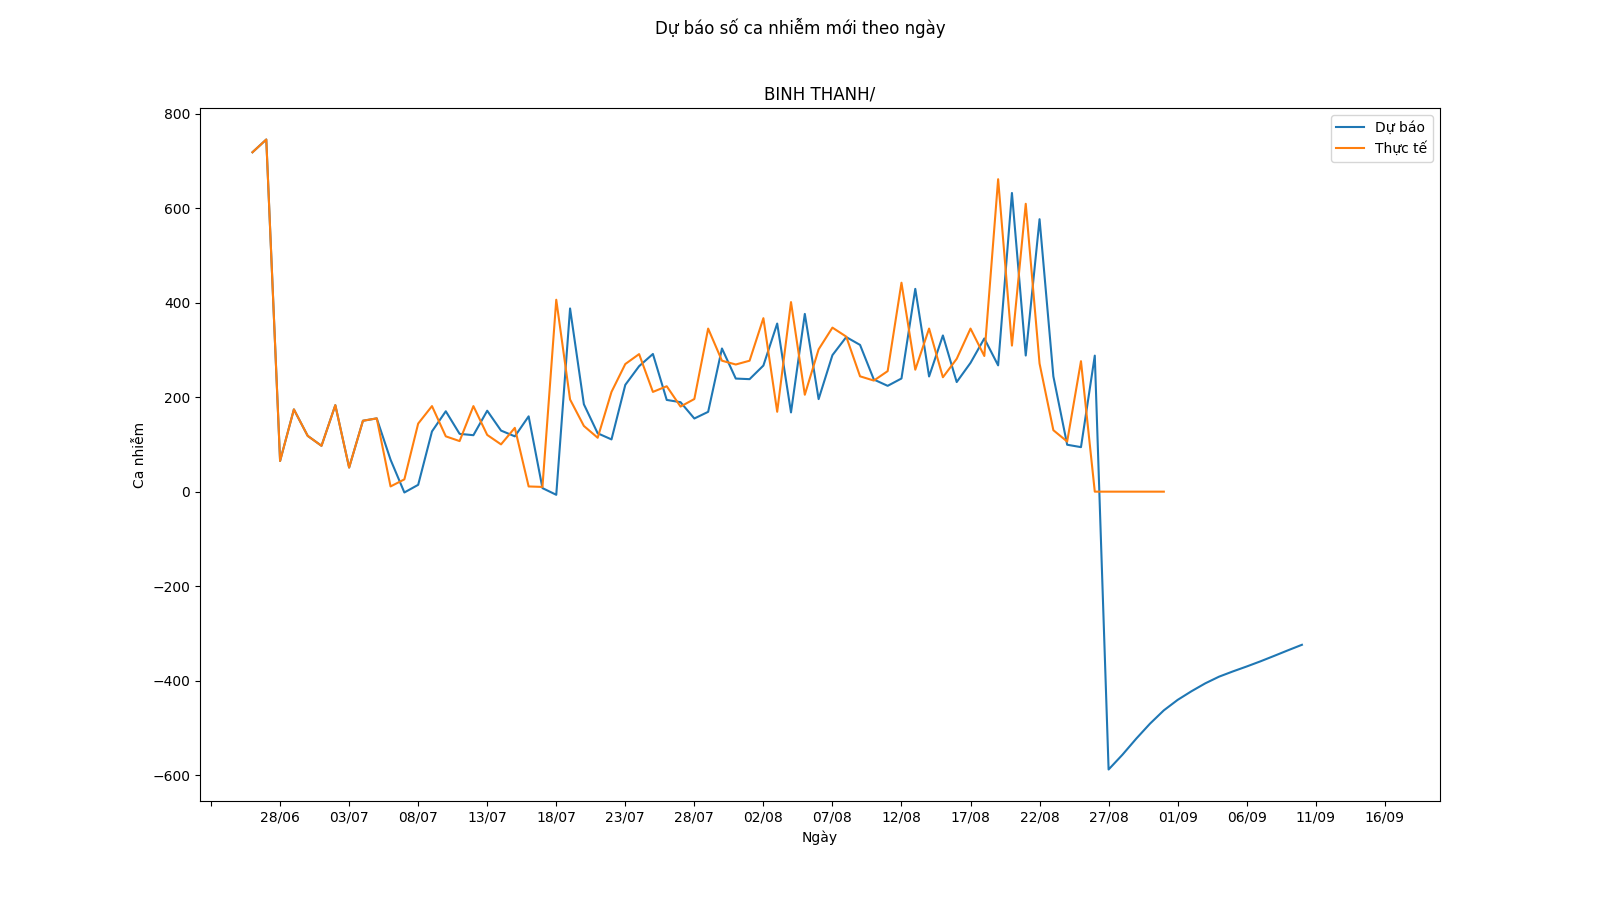 Dự báo số ca nhiễm mới theo ngày
BINH THANH/
Dự báo
Thực tế
800
600
400
200
0
−200
−400
−600
Ca nhiễm
28/06 03/07 08/07 13/07 18/07 23/07 28/07 02/08 07/08 12/08 17/08 22/08 27/08 01/09 06/09 11/09 16/09
Ngày